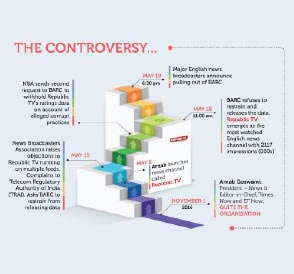 THE CONTROVERSY...
MAY 19
6:30 pm
Major English news
broadcasters announce
pulling out of BARC
NBA sends second
request to BARC to
withhold Republic
TV's ratings data
on account of
alleged corrupt
practices
MAY 18
11:00 am
BARC refuses to
restrain and
releases the data.
Republic TV
emerges as the
most watched
English news
channel with 2117
impressions (000s)
News Broadcasters
Association raises
objections to
Republic TV running
on multiple feeds.
Complains to
Telecom Regulatory
Authority of India
(TRAI). Asks BARC to
restrain from
releasing data
MAY 6
Arnab launches
news channel
called
Republic TV
Arnab Goswami,
President – News &
Editor-in-Chief, Times
Now and ET Now,
QUITS THE
ORGANISATION
NOVEMBER 1
2016